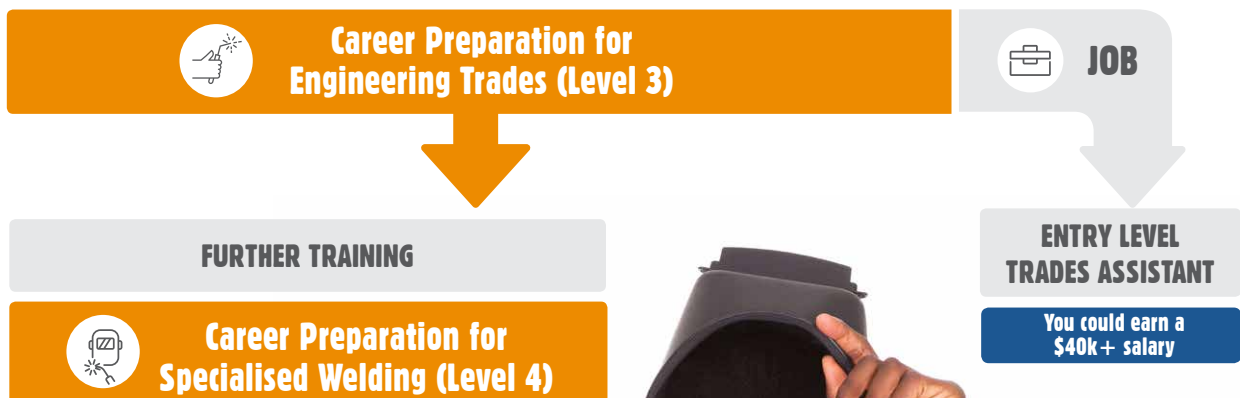 Career Preparation for
Engineering Trades (Level 3)
JOB
FURTHER TRAINING
ENTRY LEVEL
TRADES ASSISTANT
Career Preparation for
Specialised Welding (Level 4)
You could earn a
$40k+ salary